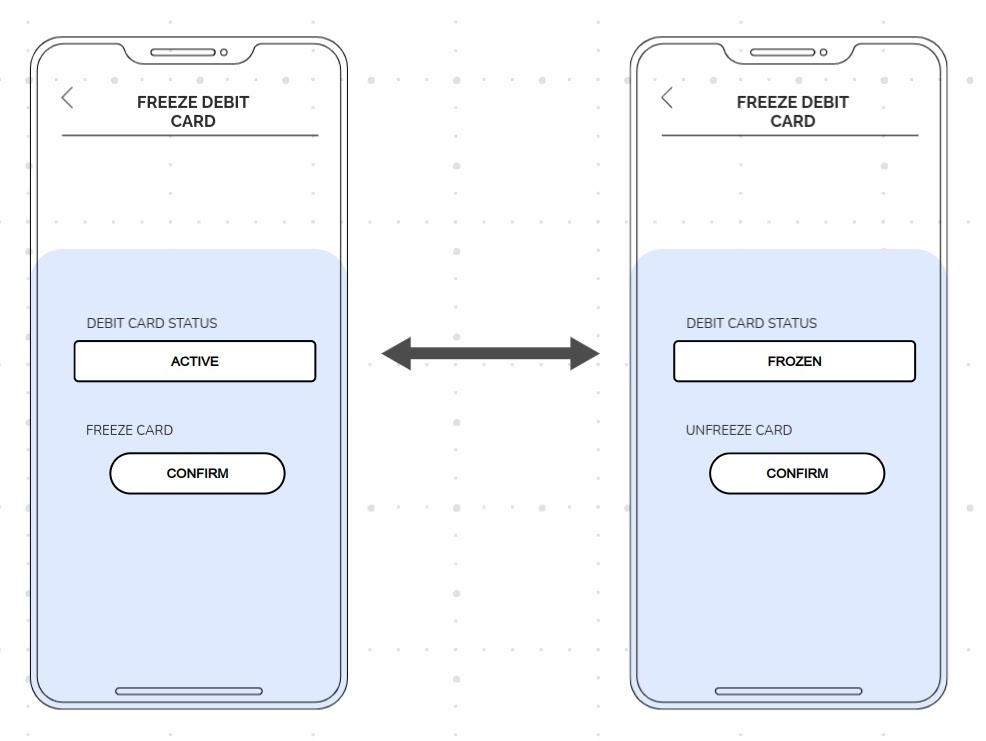 FREEZE DEBIT
CARD
DEBIT CARD STATUS
ACTIVE
FREEZE CARD
CONFIRM
FREEZE DEBIT
CARD
DEBIT CARD STATUS
FROZEN
UNFREEZE CARD
CONFIRM